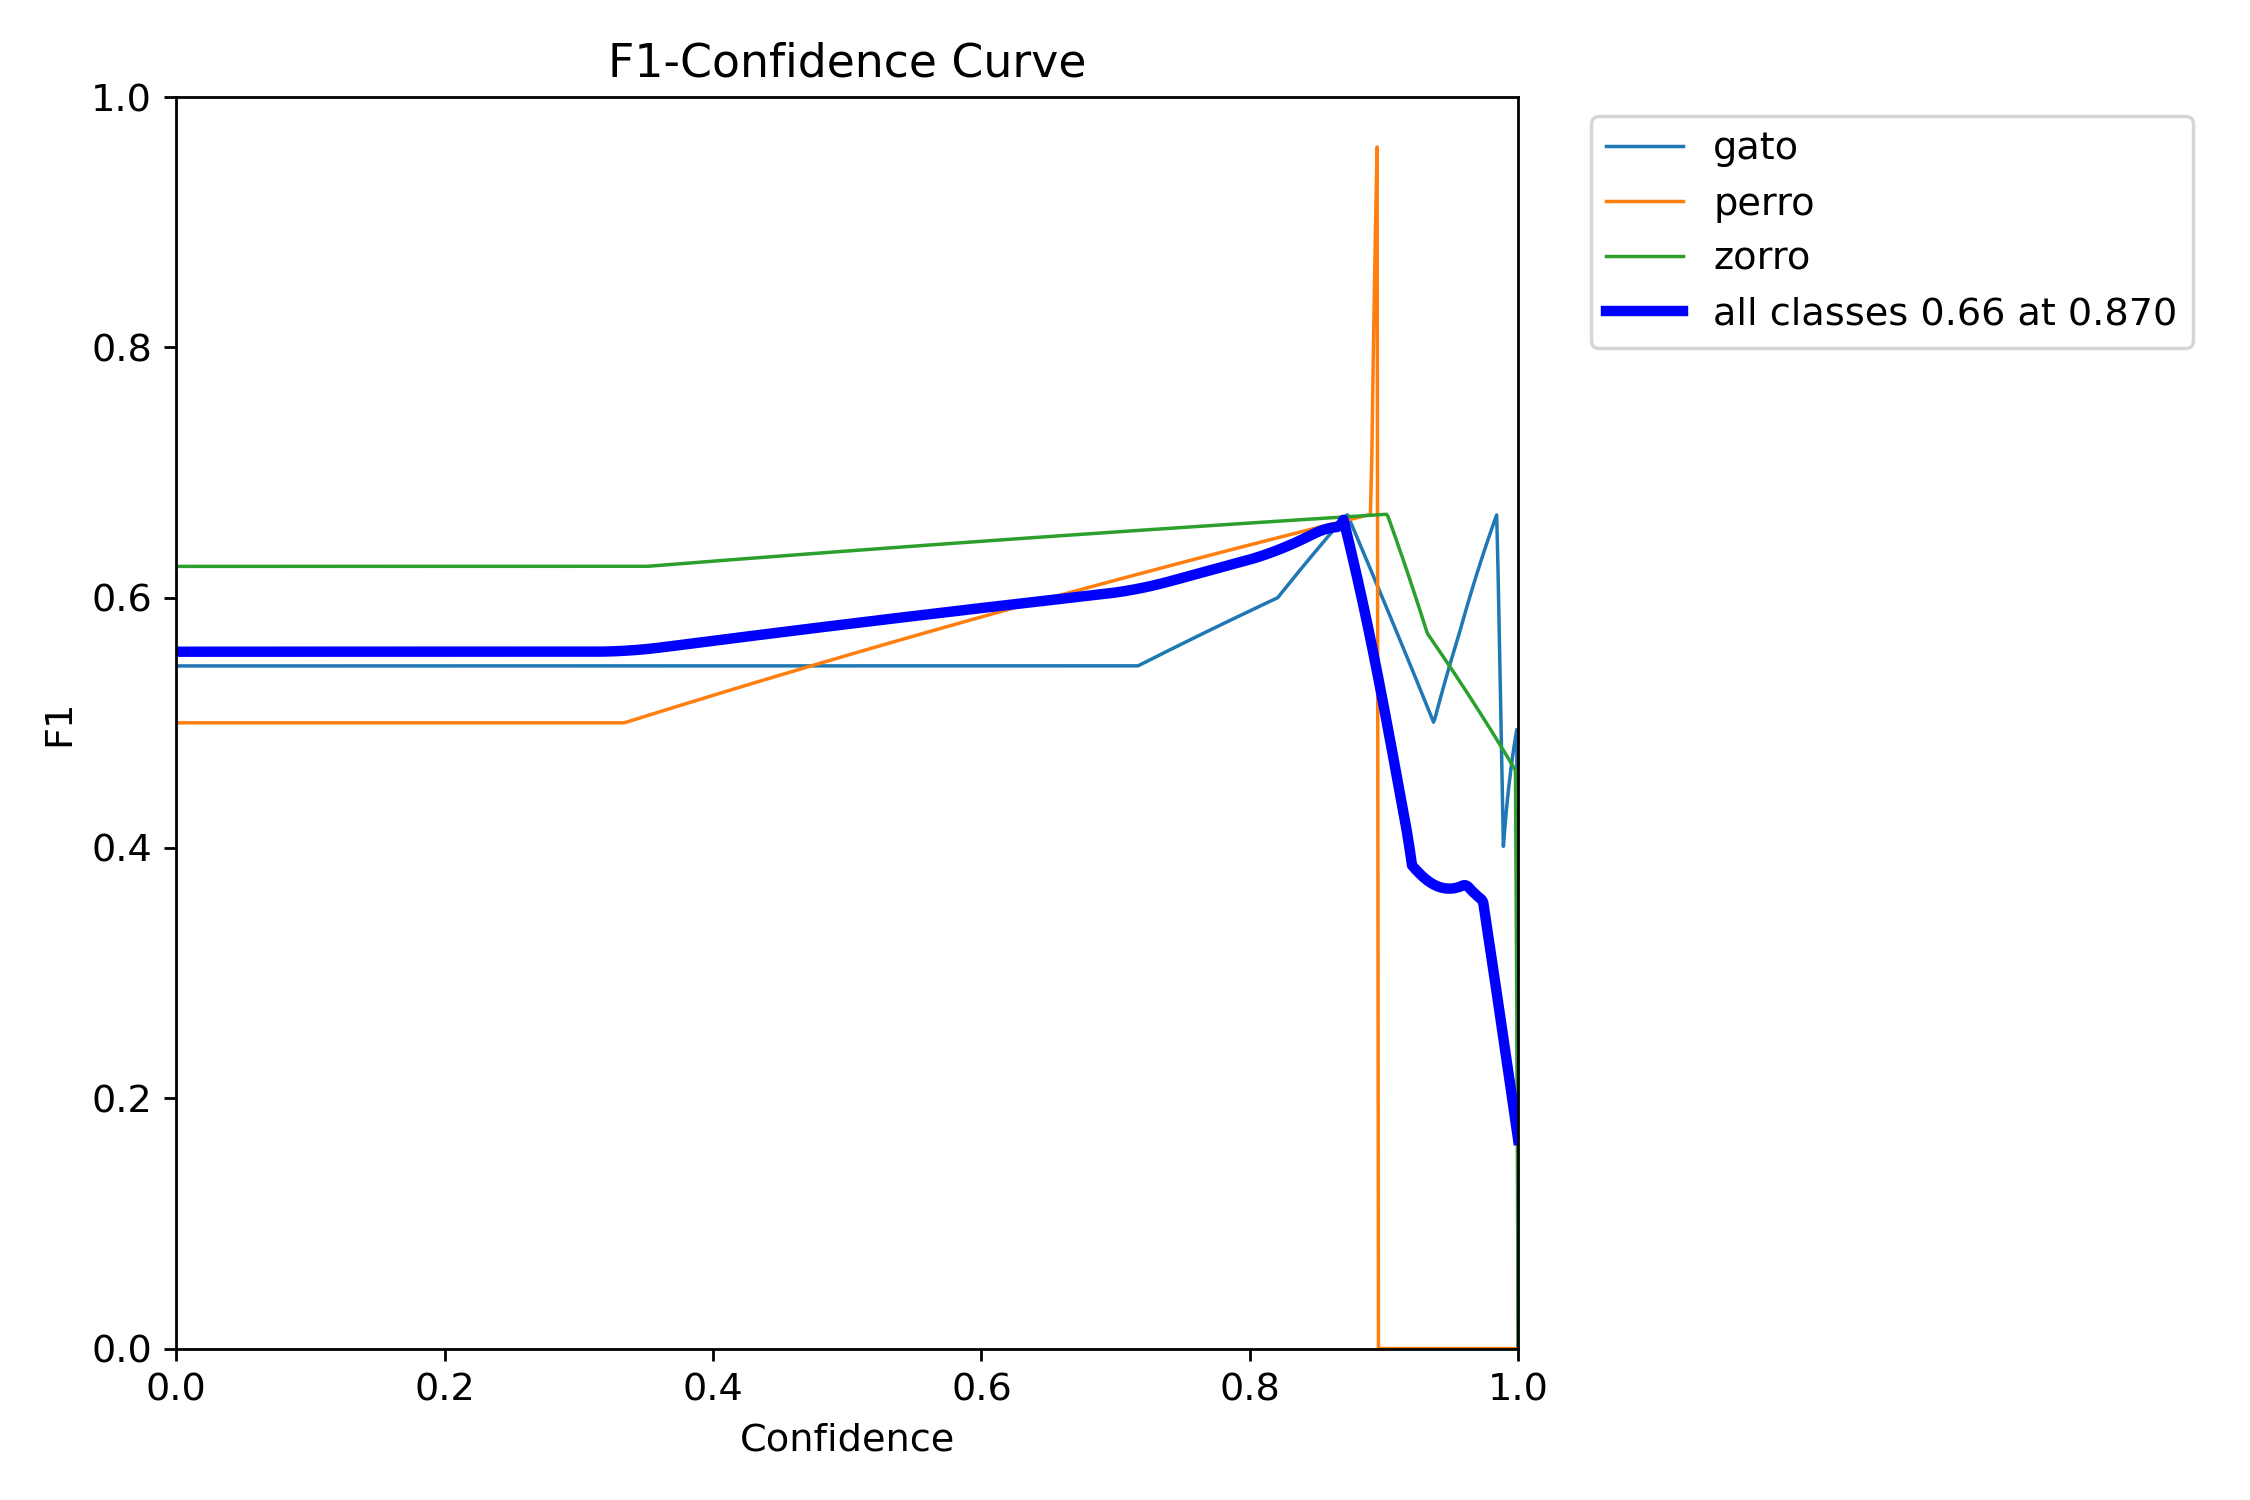 F1-Confidence Curve
1.0
0.8
0.6
0.4
0.2
0.0
F1
0.0 0.2 0.4 0.6 0.8 1.0
Confidence
gato
perro
zorro
all classes 0.66 at 0.870